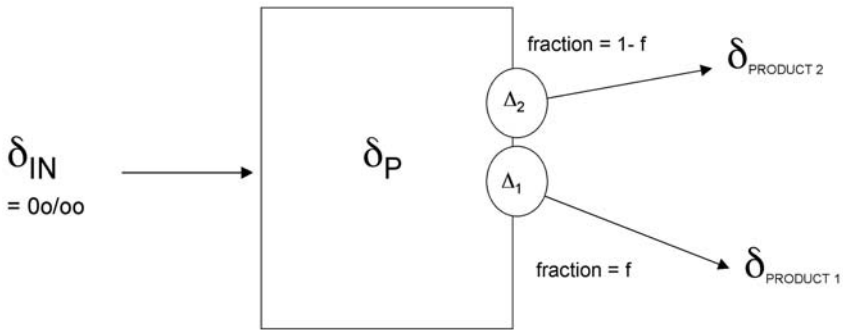 δIN
= 0o/oo
δP
fraction = 1- f
Δ2
δPRODUCT 2
Δ1
fraction = f
δPRODUCT 1